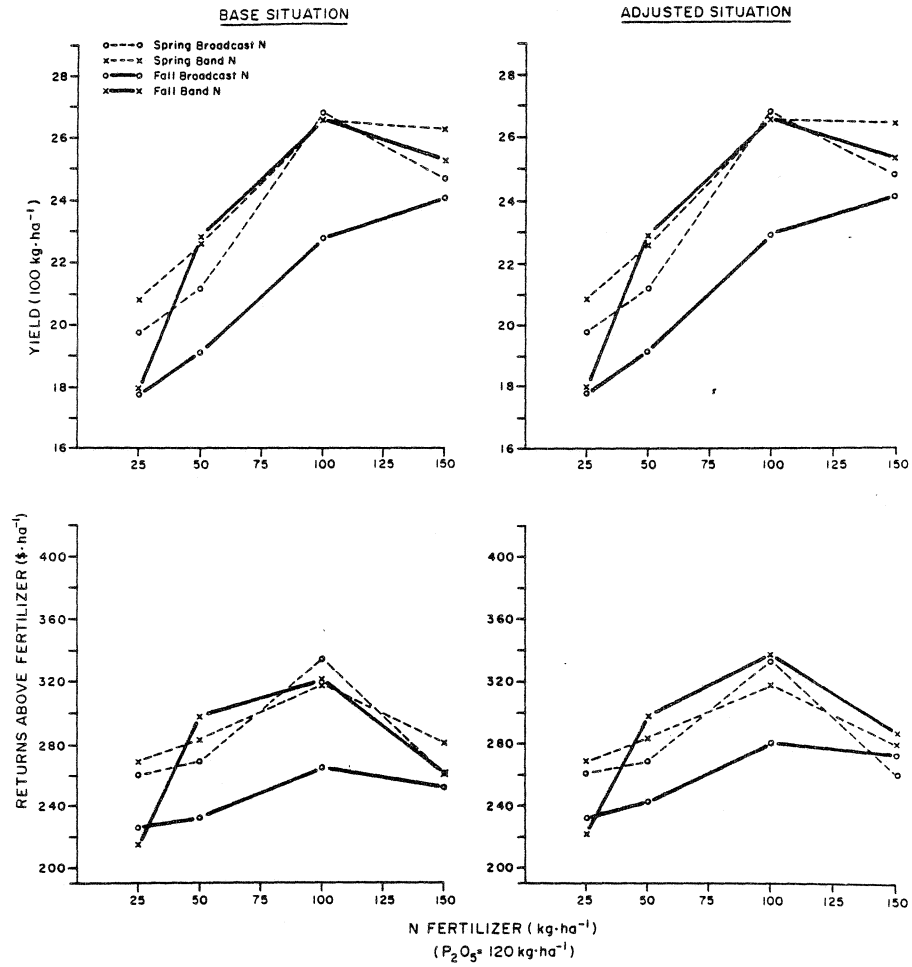 BASE SITUATION
ADJUSTED SITUATION
o---o Spring Broadcast N
x---x Spring Band N
o—o Fall Broadcast N
x—x Fall Band N
YIELD (100 kg·ha⁻¹)
28
26
24
22
20
18
16
25 50 75 100 125 150
28
26
24
22
20
18
16
25 50 75 100 125 150
RETURNS ABOVE FERTILIZER ($·ha⁻¹)
400
360
320
280
240
200
25 50 75 100 125 150
400
360
320
280
240
200
25 50 75 100 125 150
N FERTILIZER (kg·ha⁻¹)
(P₂O₅= 120 kg·ha⁻¹)